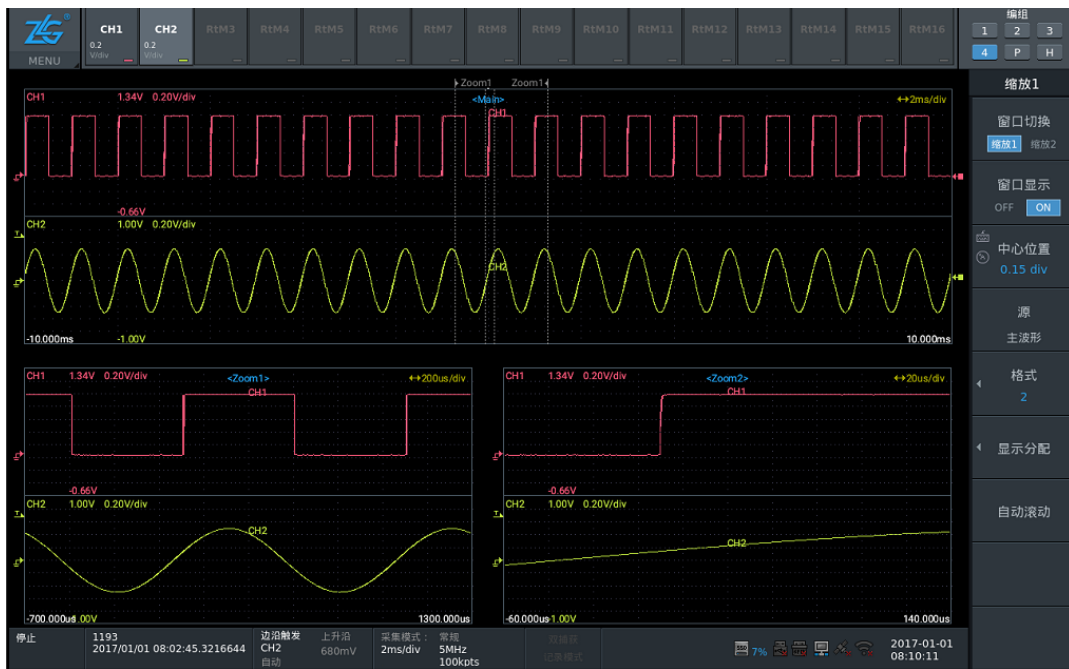 ZLG
MENU
CH1
0.2
V/div
CH2
0.2
V/div
RtM3
RtM4
RtM5
RtM6
RtM7
RtM8
RtM9
RtM10
RtM11
RtM12
RtM13
RtM14
RtM15
RtM16
编组
1 2 3
4 P H
Zoom1 Zoom1
CH1 1.34V 0.20V/div <Main> 2ms/div
CH1
-0.66V
CH2 1.00V 0.20V/div
CH2
-10.000ms -1.00V 10.000ms
CH1 1.34V 0.20V/div <Zoom1> 200us/div
CH1
-0.66V
CH2 1.00V 0.20V/div
CH2
-700.000us 1300.000us
CH1 1.34V 0.20V/div <Zoom2> 20us/div
CH1
-0.66V
CH2 1.00V 0.20V/div
CH2
-60.000us -1.00V 140.000us
缩放1
窗口切换
缩放1 缩放2
窗口显示
OFF ON
中心位置
0.15 div
源
主波形
格式
2
显示分配
自动滚动
停止
1193
2017/01/01 08:02:45.3216644
边沿触发 上升沿
CH2 680mV
自动
采集模式： 常规
2ms/div 5MHz
100kpts
记录模式
7%
2017-01-01
08:10:11